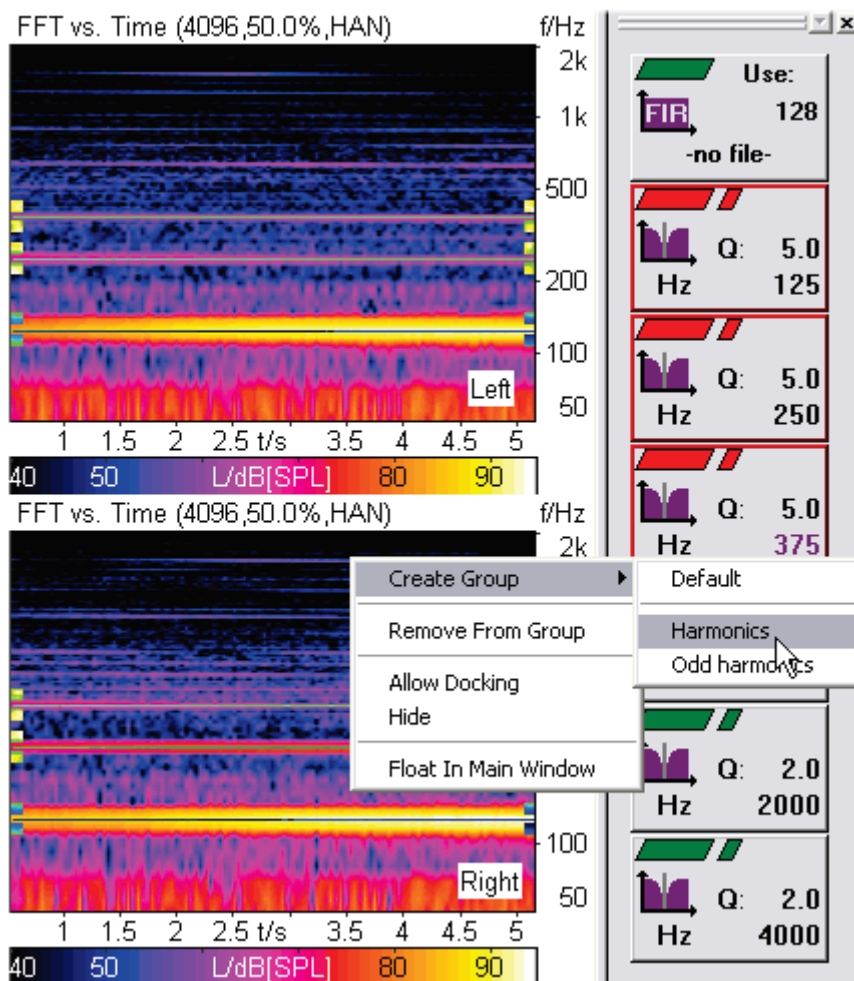 FFT vs. Time (4096,50.0%,HAN) f/Hz
2k
1k
500
200
100
50
Left
1 1.5 2 2.5 t/s 3.5 4 4.5 5
40 50 L/dB[SPL] 80 90
FFT vs. Time (4096,50.0%,HAN) f/Hz
2k
100
50
Right
1 1.5 2 2.5 t/s 3.5 4 4.5 5
40 50 L/dB[SPL] 80 90
Use:
FIR 128
-no file-
Q: 5.0
Hz 125
Q: 5.0
Hz 250
Q: 5.0
Hz 375
Create Group
Remove From Group
Allow Docking
Hide
Float In Main Window
Default
Harmonics
Odd harmonics
Q: 2.0
Hz 2000
Q: 2.0
Hz 4000